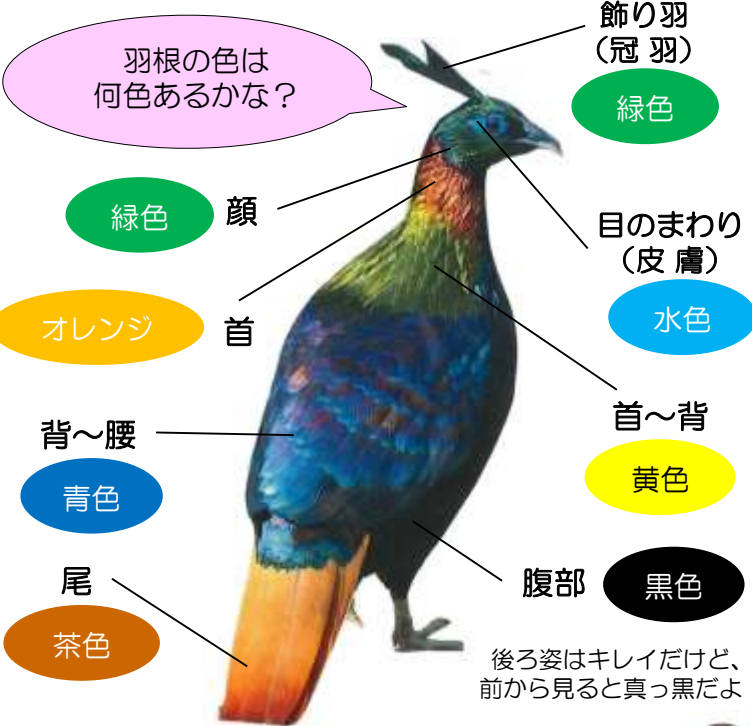 羽根の色は
何色あるかな？
飾り羽
（冠 羽）
緑色
緑色
顔
目のまわり
（皮 膚）
水色
オレンジ
首
首～背
黄色
背～腰
青色
腹部
黒色
尾
茶色
後ろ姿はキレイだけど、
前から見ると真っ黒だよ